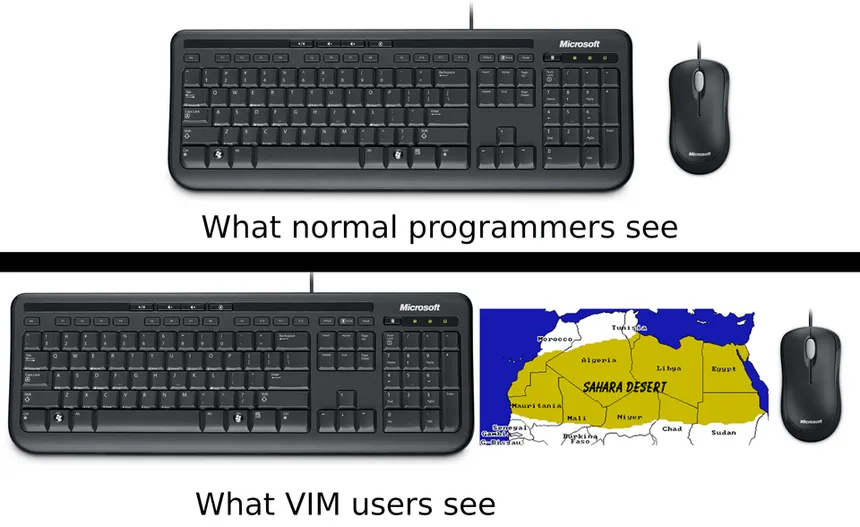 Microsoft
Q W E R T Y U I O P
A S D F G H J K L
Z X C V B N M
Microsoft
What normal programmers see
Microsoft
Q W E R T Y U I O P
A S D F G H J K L
Z X C V B N M
Tunisia
Morocco
Algeria
Libya
Egypt
SAHARA DESERT
Mauritania
Mali
Niger
Chad
Sudan
Senegal
Gambia
G.Bissau
Burkina
Faso
Microsoft
What VIM users see